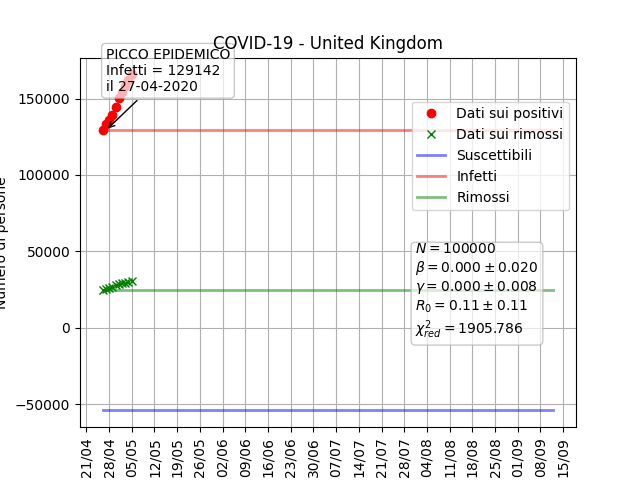 COVID-19 - United Kingdom
PICCO EPIDEMICO
Infetti = 129142
il 27-04-2020
Numero di persone
150000
100000
50000
0
−50000
Dati sui positivi
Dati sui rimossi
Suscettibili
Infetti
Rimossi
N = 100000
β = 0.000 ± 0.020
γ = 0.000 ± 0.008
R₀ = 0.11 ± 0.11
χ²red = 1905.786
21/04
28/04
05/05
12/05
19/05
26/05
02/06
09/06
16/06
23/06
30/06
07/07
14/07
21/07
28/07
04/08
11/08
18/08
25/08
01/09
08/09
15/09